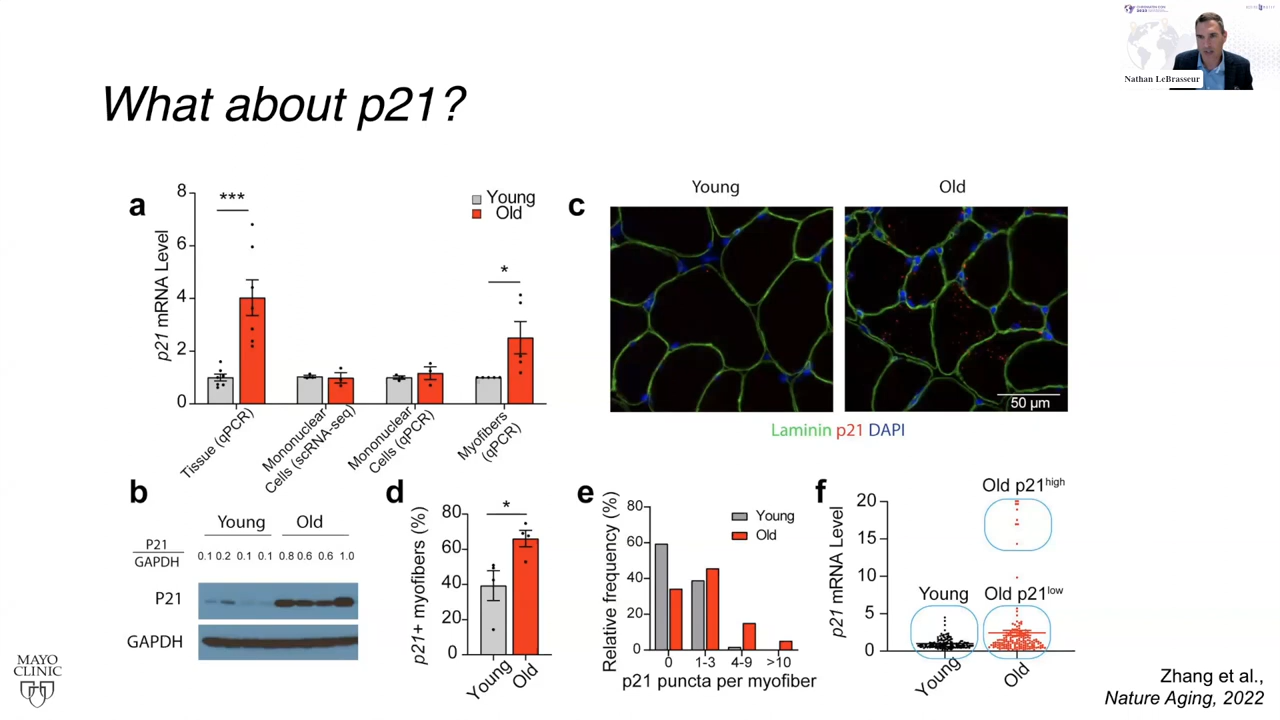 Nathan LeBrasseur
What about p21?
a
p21 mRNA Level
8
6
4
2
0
***
*
Young
Old
Tissue (qPCR)
Mononuclear
Cells (scRNA-seq)
Mononuclear
Cells (qPCR)
Myofibers
(qPCR)
c
Young
Old
50 µm
Laminin p21 DAPI
b
Young
Old
P21
GAPDH
0.1 0.2 0.1 0.1 0.8 0.6 0.6 1.0
P21
GAPDH
d
p21+ myofibers (%)
80
60
40
20
0
*
Young
Old
e
Relative frequency (%)
80
60
40
20
0
Young
Old
0 1-3 4-9 >10
p21 puncta per myofiber
f
p21 mRNA Level
20
15
10
5
0
Old p21high
Young
Old p21low
Young
Old
MAYO
CLINIC
Zhang et al.,
Nature Aging, 2022